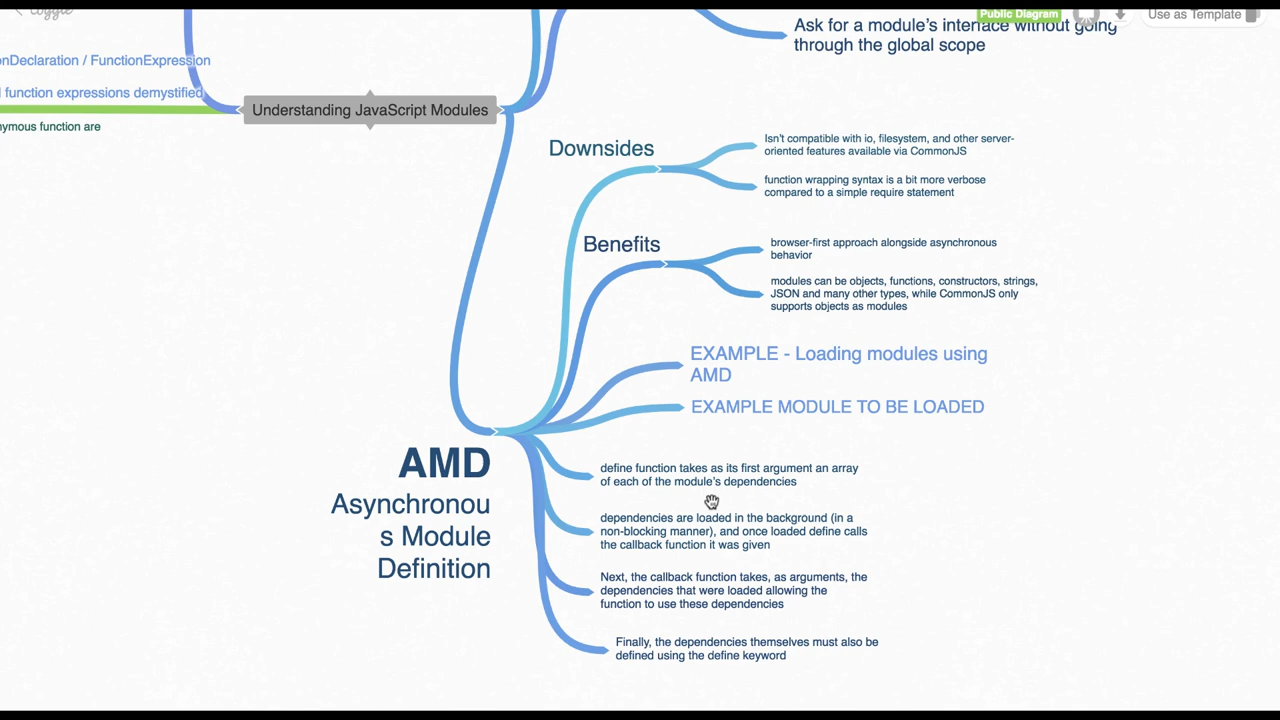 coggle
Public Diagram
Use as Template
Ask for a module's interface without going
through the global scope
onDeclaration / FunctionExpression
function expressions demystified
nymous function are
Understanding JavaScript Modules
Downsides
Isn't compatible with io, filesystem, and other server-
oriented features available via CommonJS
function wrapping syntax is a bit more verbose
compared to a simple require statement
Benefits
browser-first approach alongside asynchronous
behavior
modules can be objects, functions, constructors, strings,
JSON and many other types, while CommonJS only
supports objects as modules
EXAMPLE - Loading modules using
AMD
EXAMPLE MODULE TO BE LOADED
AMD
Asynchronou
s Module
Definition
define function takes as its first argument an array
of each of the module's dependencies
dependencies are loaded in the background (in a
non-blocking manner), and once loaded define calls
the callback function it was given
Next, the callback function takes, as arguments, the
dependencies that were loaded allowing the
function to use these dependencies
Finally, the dependencies themselves must also be
defined using the define keyword